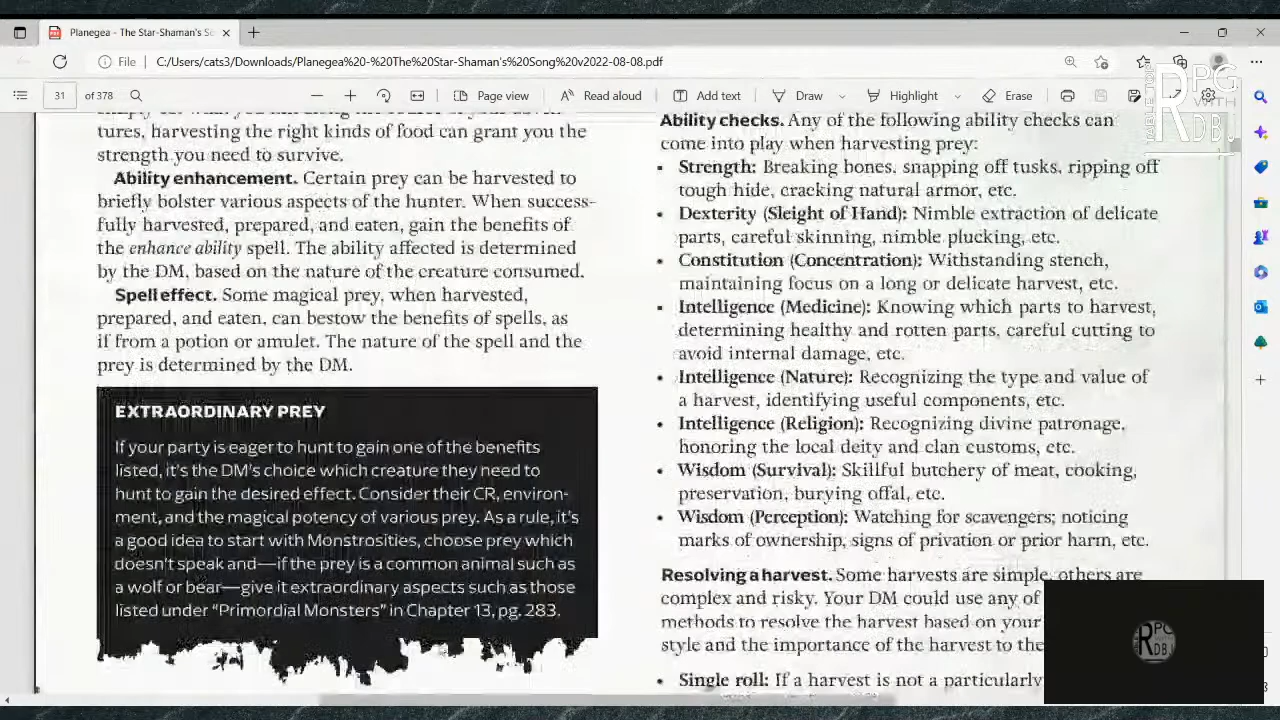 Planegea - The Star-Shaman's So
File
C:/Users/cats3/Downloads/Planegea%20-%20The%20Star-Shaman's%20Song%20v2022-08-08.pdf
31 of 378
Page view
Read aloud
Add text
Draw
Highlight
Erase
tures, harvesting the right kinds of food can grant you the
strength you need to survive.
Ability enhancement. Certain prey can be harvested to
briefly bolster various aspects of the hunter. When success-
fully harvested, prepared, and eaten, gain the benefits of
the enhance ability spell. The ability affected is determined
by the DM, based on the nature of the creature consumed.
Spell effect. Some magical prey, when harvested,
prepared, and eaten, can bestow the benefits of spells, as
if from a potion or amulet. The nature of the spell and the
prey is determined by the DM.
EXTRAORDINARY PREY
If your party is eager to hunt to gain one of the benefits
listed, it's the DM's choice which creature they need to
hunt to gain the desired effect. Consider their CR, environ-
ment, and the magical potency of various prey. As a rule, it's
a good idea to start with Monstrosities, choose prey which
doesn't speak and—if the prey is a common animal such as
a wolf or bear—give it extraordinary aspects such as those
listed under "Primordial Monsters" in Chapter 13, pg. 283.
Ability checks. Any of the following ability checks can
come into play when harvesting prey:
• Strength: Breaking bones, snapping off tusks, ripping off
tough hide, cracking natural armor, etc.
• Dexterity (Sleight of Hand): Nimble extraction of delicate
parts, careful skinning, nimble plucking, etc.
• Constitution (Concentration): Withstanding stench,
maintaining focus on a long or delicate harvest, etc.
• Intelligence (Medicine): Knowing which parts to harvest,
determining healthy and rotten parts, careful cutting to
avoid internal damage, etc.
• Intelligence (Nature): Recognizing the type and value of
a harvest, identifying useful components, etc.
• Intelligence (Religion): Recognizing divine patronage,
honoring the local deity and clan customs, etc.
• Wisdom (Survival): Skillful butchery of meat, cooking,
preservation, burying offal, etc.
• Wisdom (Perception): Watching for scavengers; noticing
marks of ownership, signs of privation or prior harm, etc.
Resolving a harvest. Some harvests are simple, others are
complex and risky. Your DM could use any of
methods to resolve the harvest based on your
style and the importance of the harvest to the
• Single roll: If a harvest is not a particularly
TABLE TOP
RPG
WITH
RDBJ
RPG
RDBJ